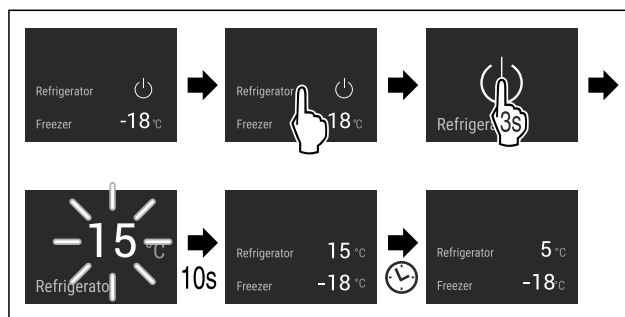 Refrigerator
Freezer -18 °C
Refrigerator
Freezer 18 °C
Refrigera 3s
15 °C
Refrigerato
10s
Refrigerator 15 °C
Freezer -18 °C
Refrigerator 5 °C
Freezer -18°C